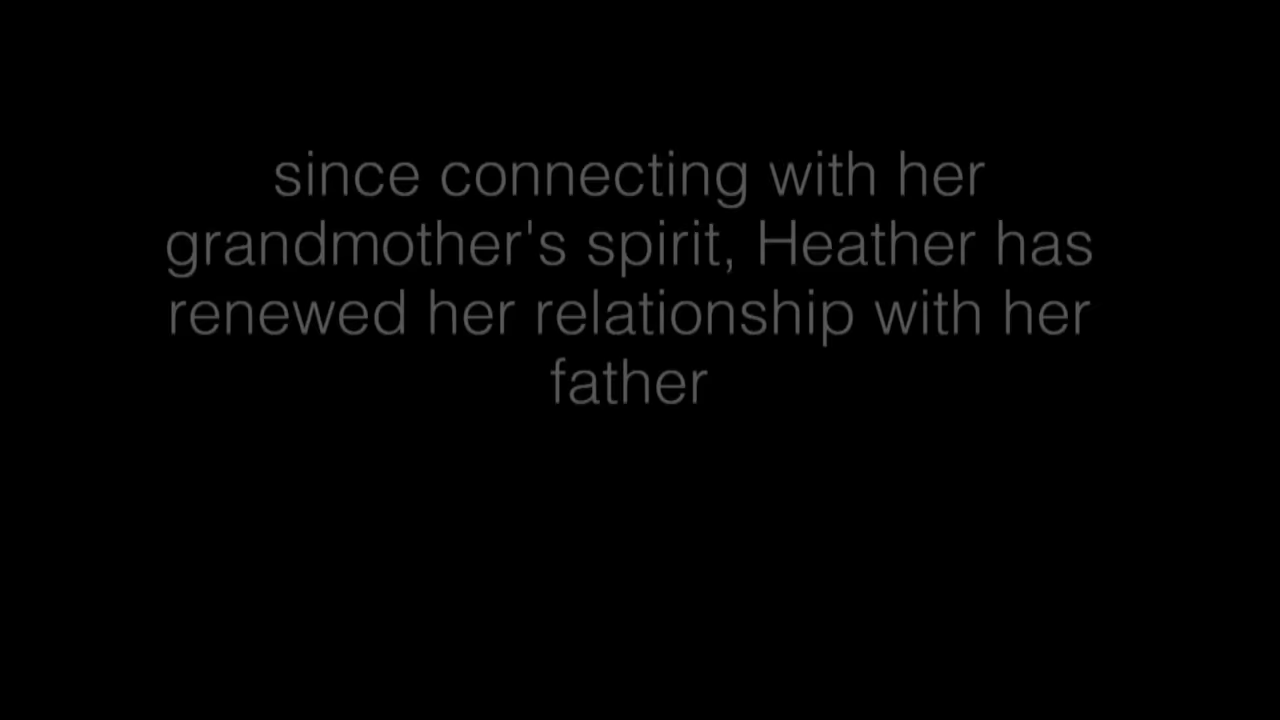 since connecting with her
grandmother's spirit, Heather has
renewed her relationship with her
father